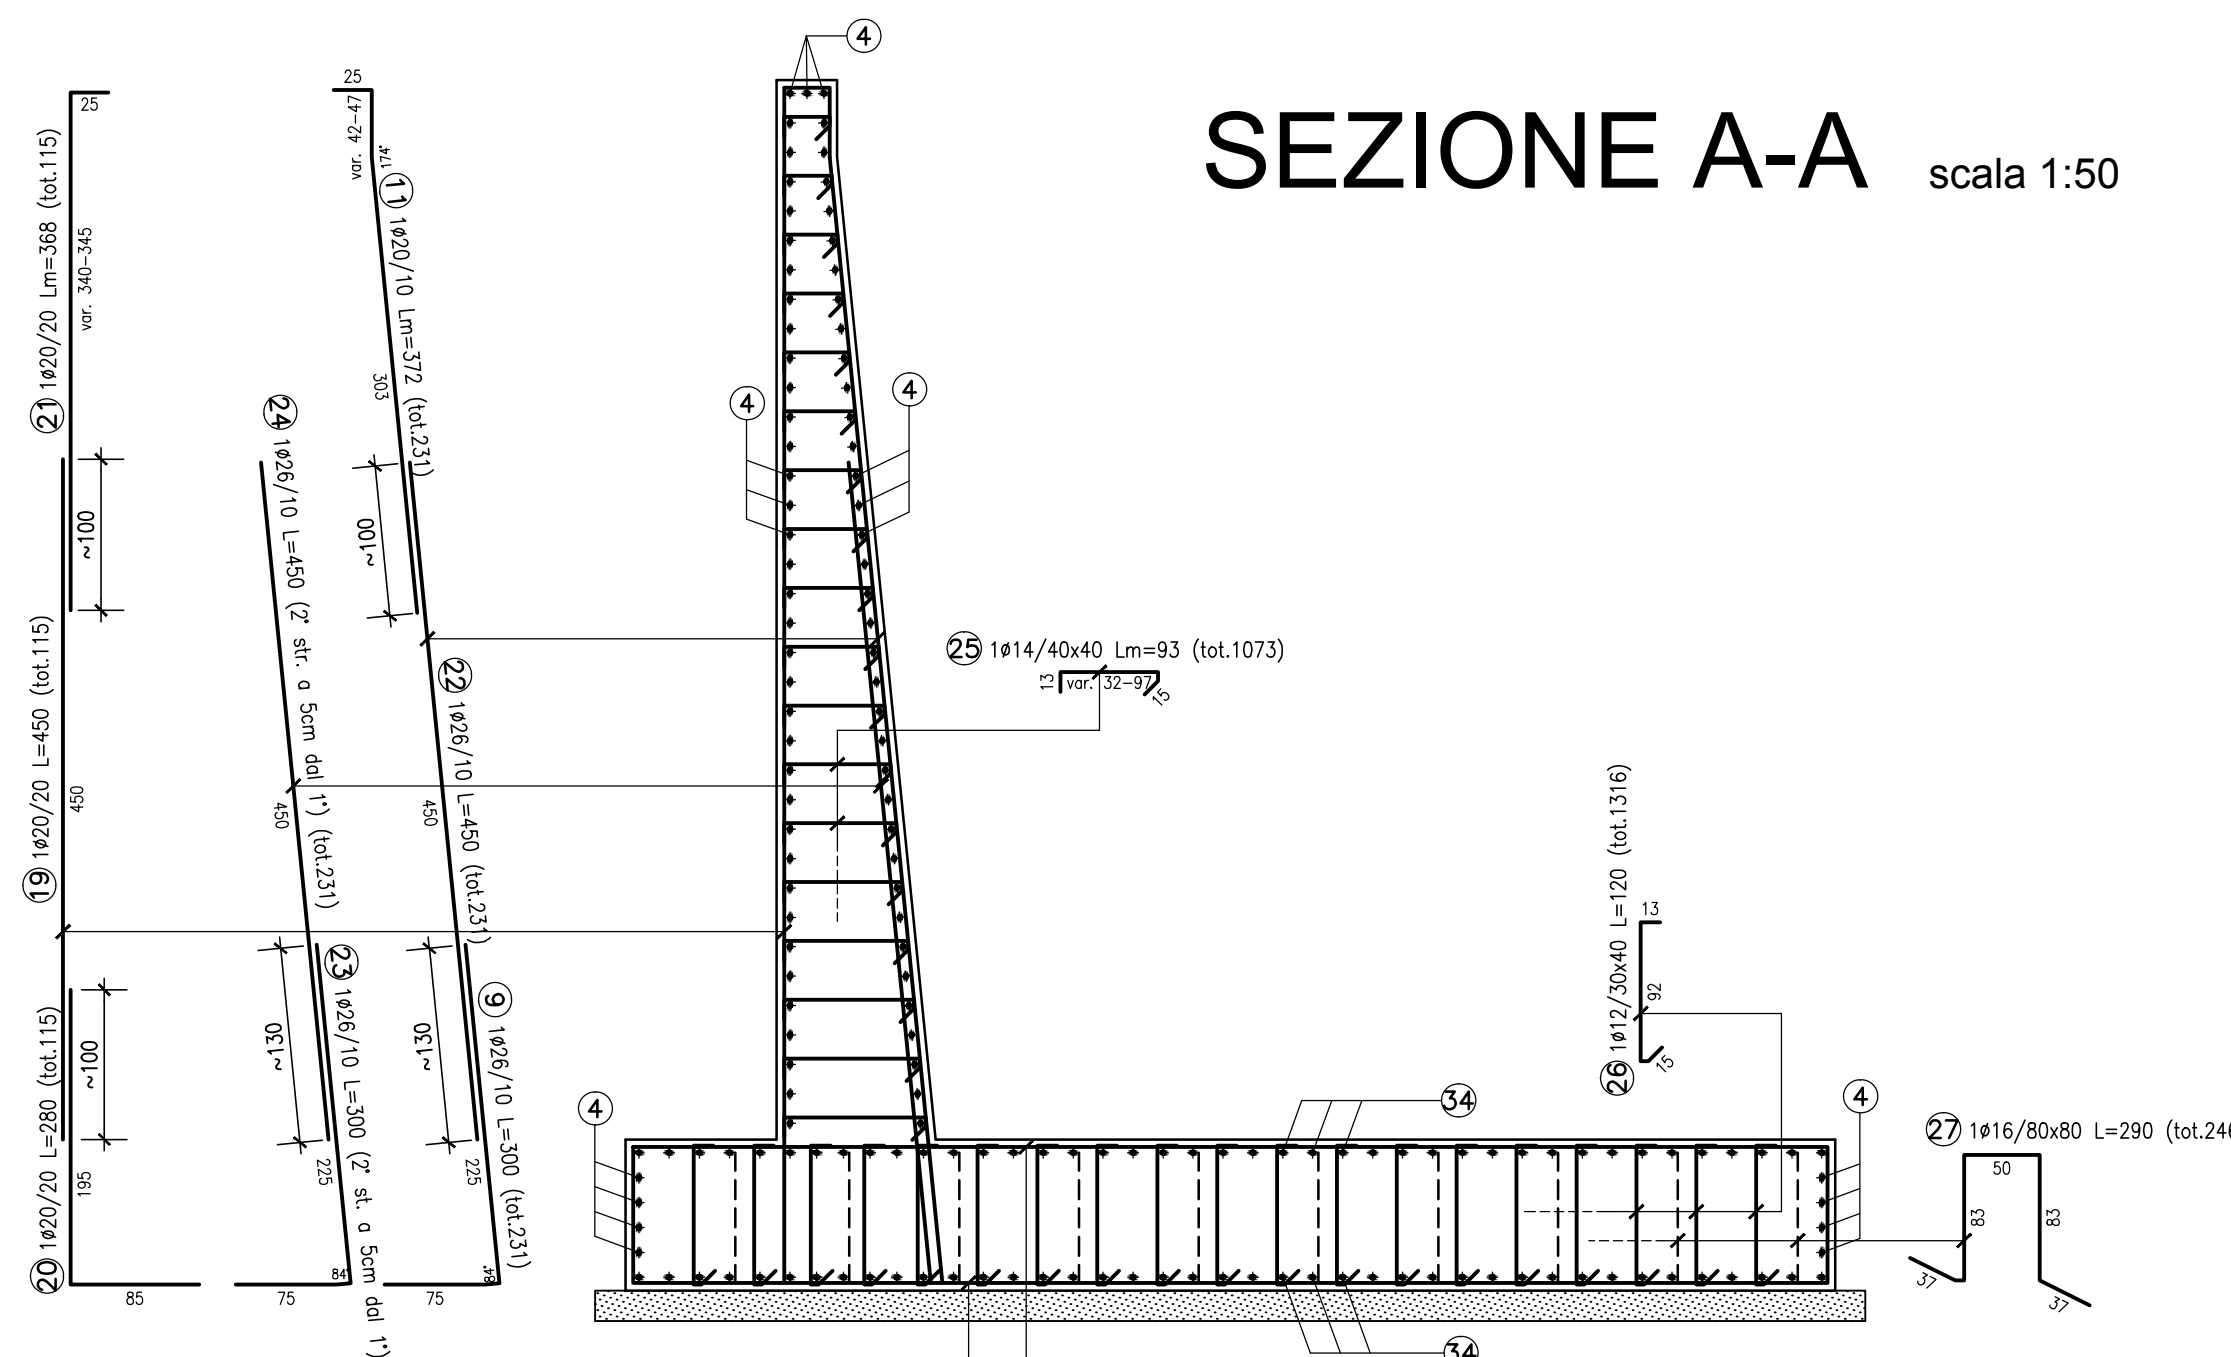 SEZIONE A-A scala 1:50
4
25
21 1ø20/20 Lm=368 (tot.115)
var. 340-345
~100
19 1ø20/20 L=450 (tot.115)
450
20 1ø20/20 L=280 (tot.115)
~100
195
85
24 1ø26/10 L=450 (2° str. a 5cm dal 1°) (tot.231)
450
23 1ø26/10 L=300 (2° st. a 5cm dal 1°)
~130
225
84°
75
25
var. 42-47
174°
11 1ø20/10 Lm=372 (tot.231)
303
~100
22 1ø26/10 L=450 (tot.231)
450
9 1ø26/10 L=300 (tot.231)
~130
225
84°
75
4
4
25 1ø14/40x40 Lm=93 (tot.1073)
13
var. 32-97
15
26 1ø12/30x40 L=120 (tot.1316)
13
92
15
4
34
4
27 1ø16/80x80 L=290 (tot.246
50
83
83
37
37
34